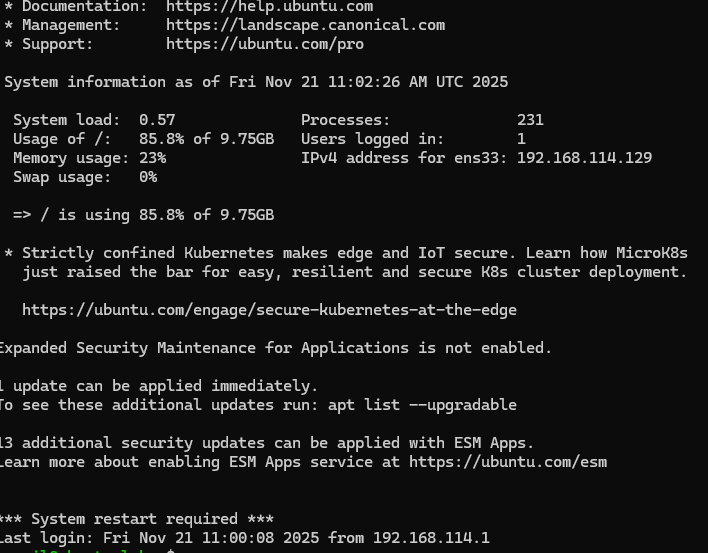 * Documentation:  https://help.ubuntu.com
* Management:     https://landscape.canonical.com
* Support:        https://ubuntu.com/pro
System information as of Fri Nov 21 11:02:26 AM UTC 2025
System load:  0.57              Processes:              231
Usage of /:   85.8% of 9.75GB   Users logged in:        1
Memory usage: 23%               IPv4 address for ens33: 192.168.114.129
Swap usage:   0%
=> / is using 85.8% of 9.75GB
* Strictly confined Kubernetes makes edge and IoT secure. Learn how MicroK8s
just raised the bar for easy, resilient and secure K8s cluster deployment.
https://ubuntu.com/engage/secure-kubernetes-at-the-edge
Expanded Security Maintenance for Applications is not enabled.
1 update can be applied immediately.
To see these additional updates run: apt list --upgradable
13 additional security updates can be applied with ESM Apps.
Learn more about enabling ESM Apps service at https://ubuntu.com/esm
*** System restart required ***
Last login: Fri Nov 21 11:00:08 2025 from 192.168.114.1